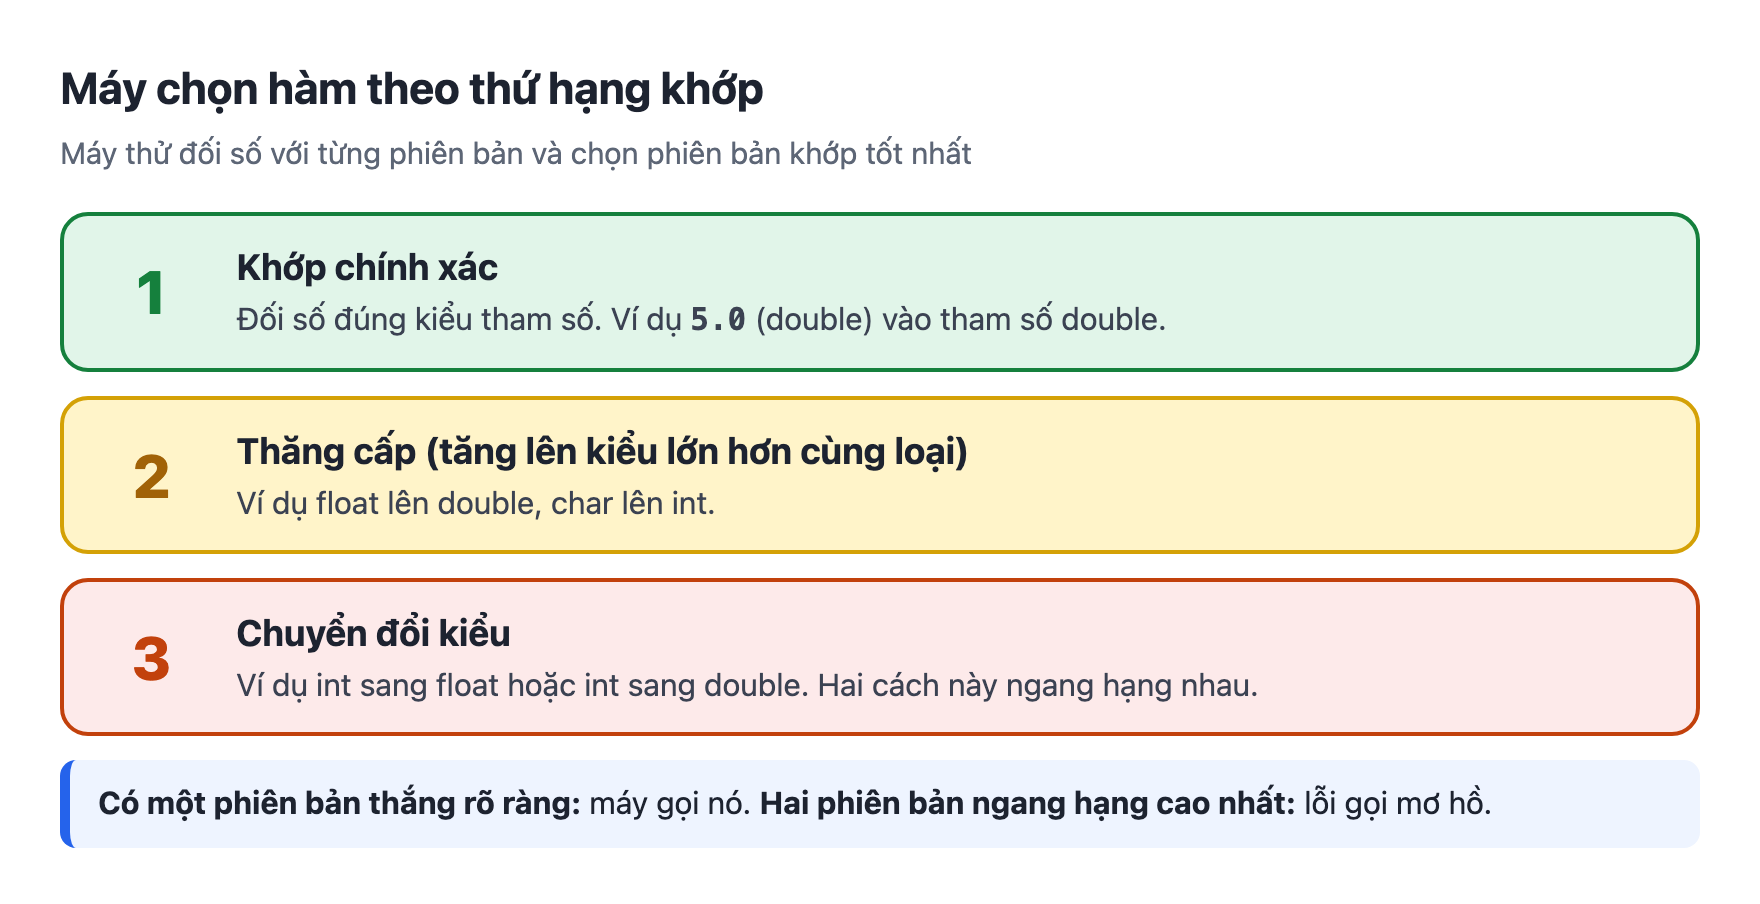 Máy chọn hàm theo thứ hạng khớp
Máy thử đối số với từng phiên bản và chọn phiên bản khớp tốt nhất
1
Khớp chính xác
Đối số đúng kiểu tham số. Ví dụ 5.0 (double) vào tham số double.
2
Thăng cấp (tăng lên kiểu lớn hơn cùng loại)
Ví dụ float lên double, char lên int.
3
Chuyển đổi kiểu
Ví dụ int sang float hoặc int sang double. Hai cách này ngang hạng nhau.
Có một phiên bản thắng rõ ràng: máy gọi nó. Hai phiên bản ngang hạng cao nhất: lỗi gọi mơ hồ.